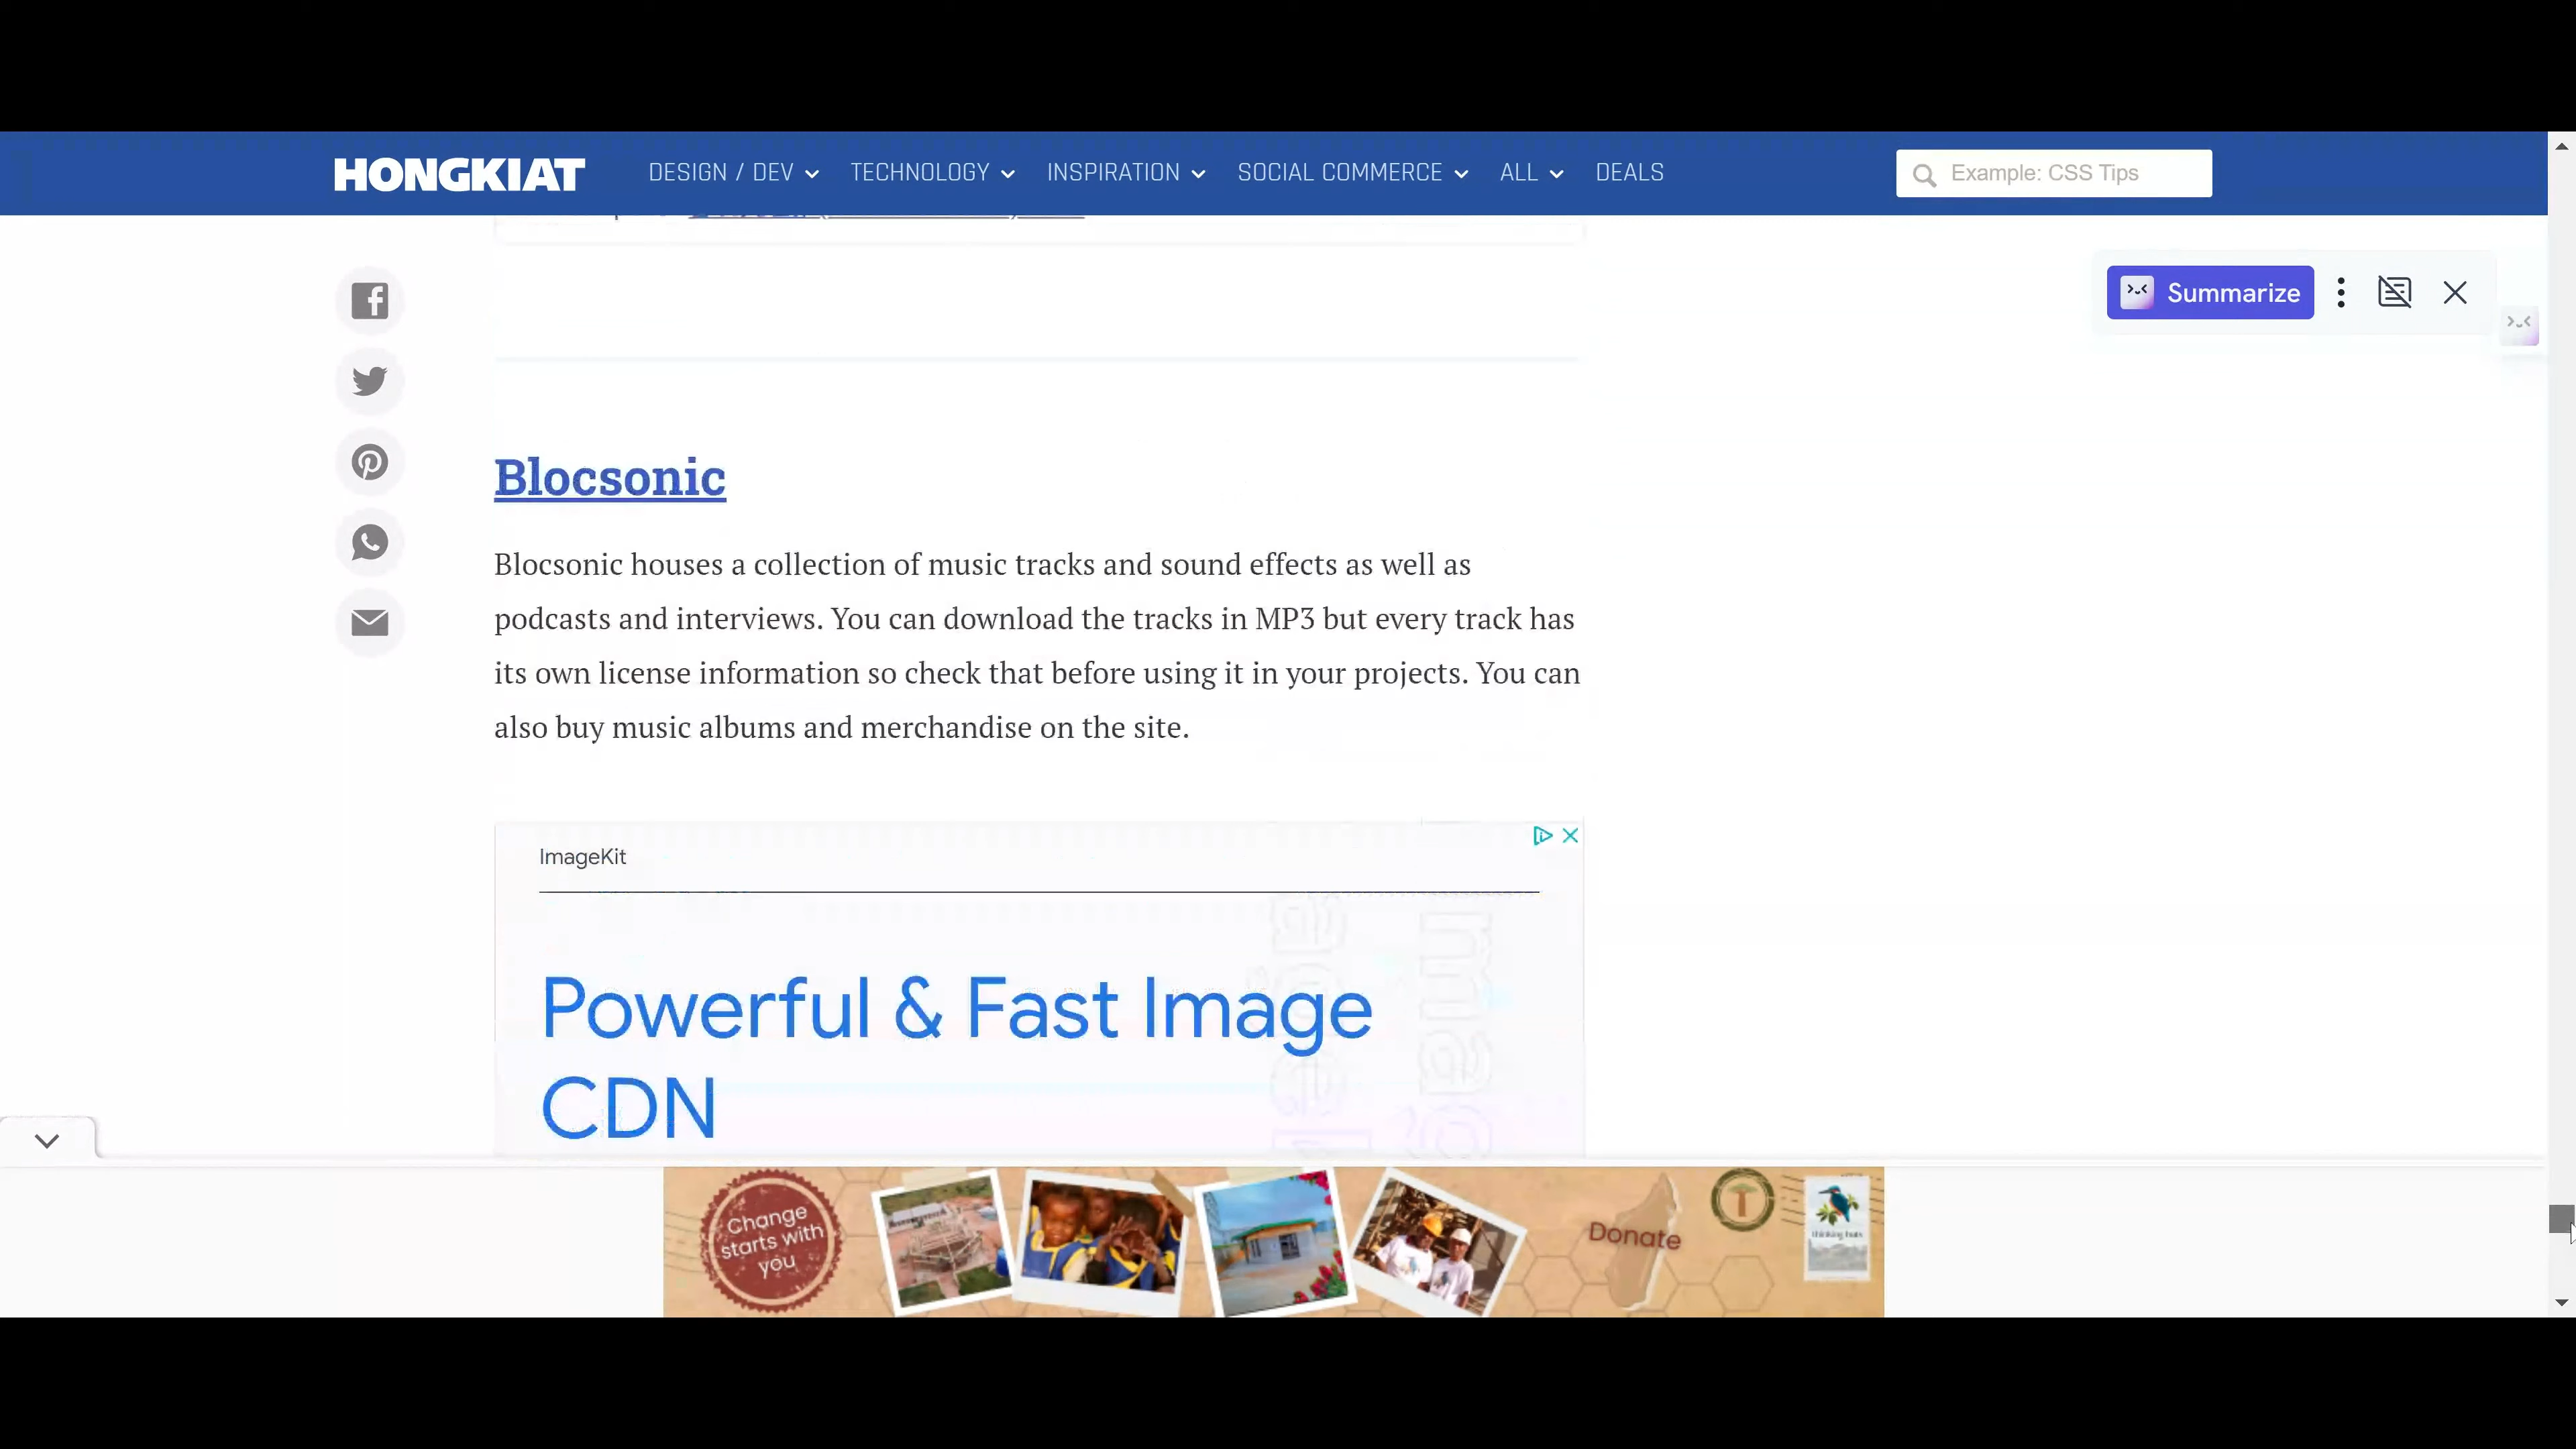 HONGKIAT
DESIGN / DEV
TECHNOLOGY
INSPIRATION
SOCIAL COMMERCE
ALL
DEALS
Example: CSS Tips
Summarize
Blocsonic
Blocsonic houses a collection of music tracks and sound effects as well as
podcasts and interviews. You can download the tracks in MP3 but every track has
its own license information so check that before using it in your projects. You can
also buy music albums and merchandise on the site.
ImageKit
Powerful & Fast Image
CDN
Change
starts with
you
Donate